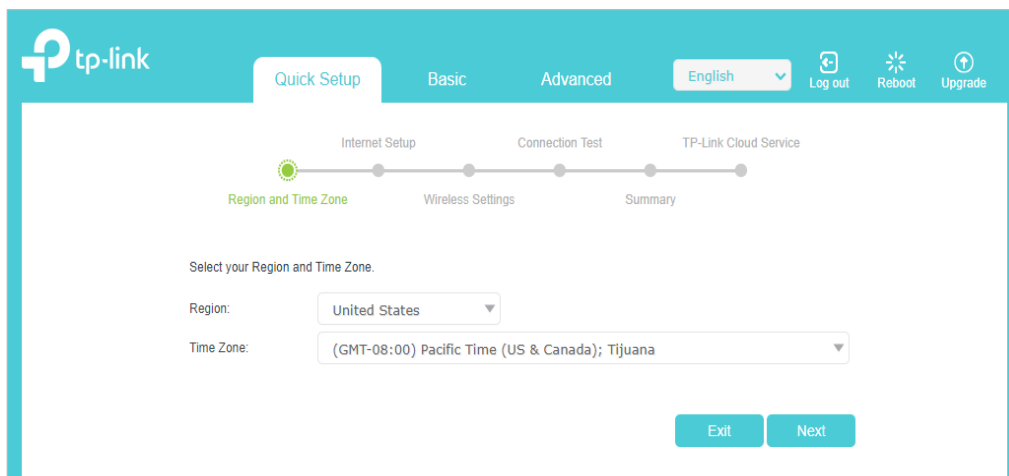 tp-link
Quick Setup Basic Advanced English Log out Reboot Upgrade
Internet Setup Connection Test TP-Link Cloud Service
Region and Time Zone Wireless Settings Summary
Select your Region and Time Zone.
Region: United States
Time Zone: (GMT-08:00) Pacific Time (US & Canada); Tijuana
Exit Next